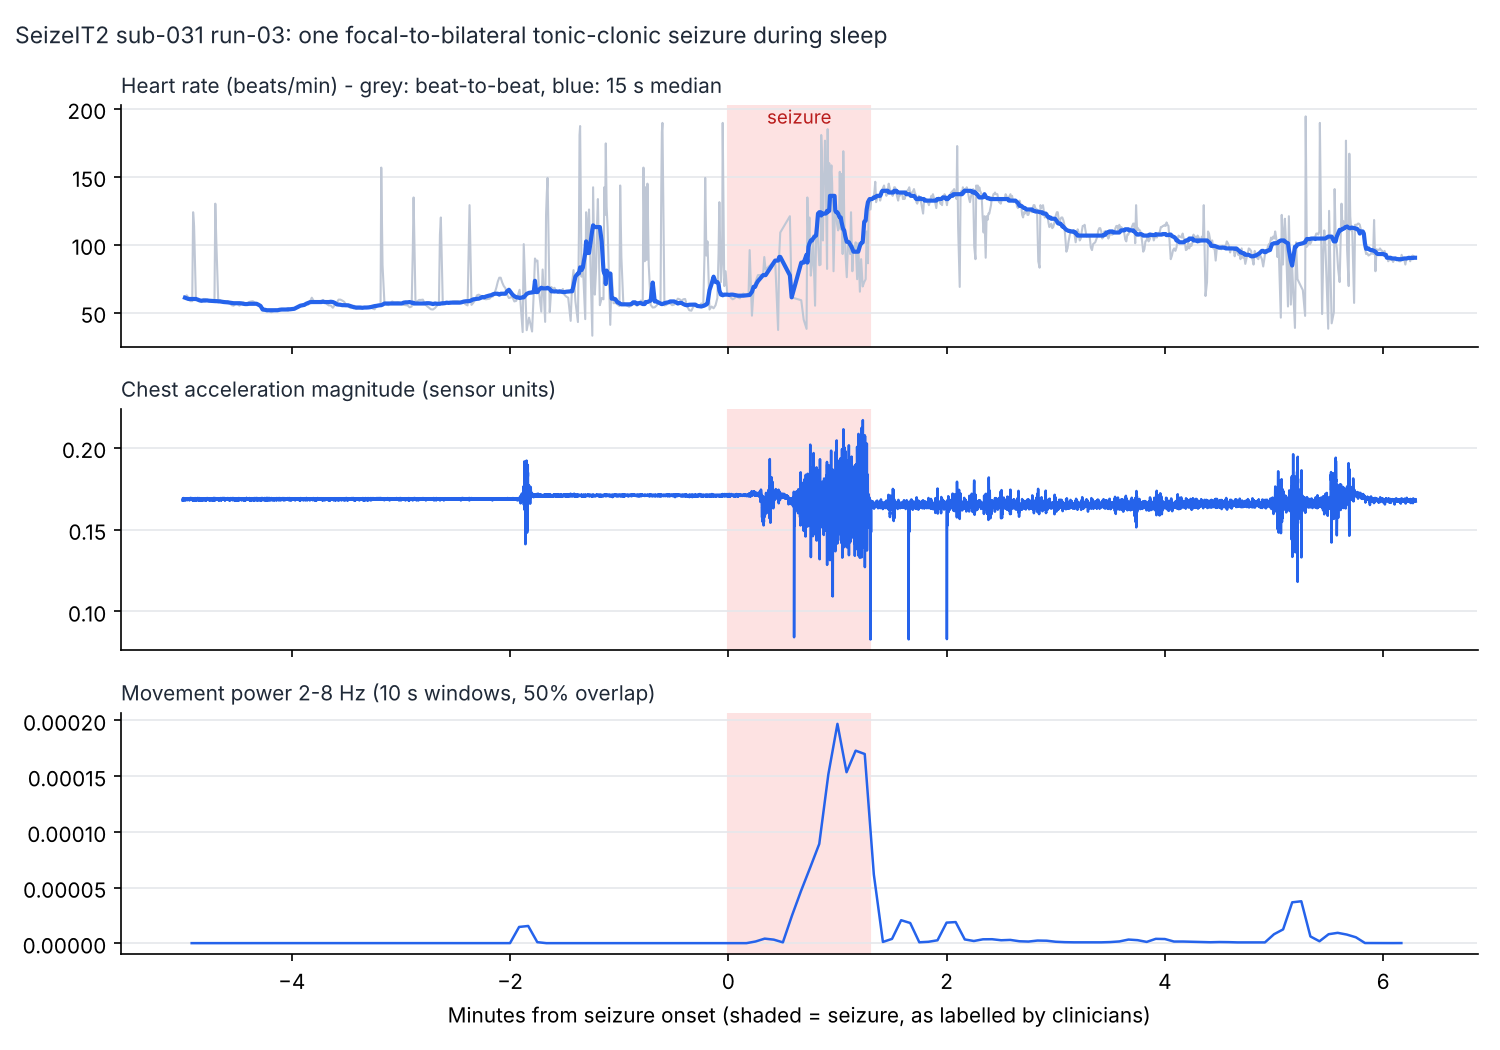 SeizeIT2 sub-031 run-03: one focal-to-bilateral tonic-clonic seizure during sleep
Heart rate (beats/min) - grey: beat-to-beat, blue: 15 s median
200
150
100
50
seizure
Chest acceleration magnitude (sensor units)
0.20
0.15
0.10
Movement power 2-8 Hz (10 s windows, 50% overlap)
0.00020
0.00015
0.00010
0.00005
0.00000
−4 −2 0 2 4 6
Minutes from seizure onset (shaded = seizure, as labelled by clinicians)